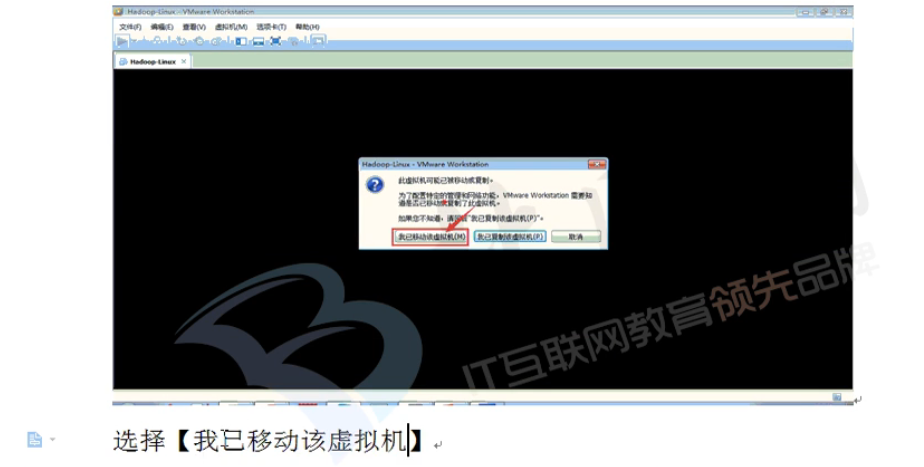 Hadoop-Linux - VMware Workstation
文件(F) 编辑(E) 查看(V) 虚拟机(M) 选项卡(T) 帮助(H)
Hadoop-Linux
Hadoop-Linux - VMware Workstation
此虚拟机可能已被移动或复制。
为了配置特定的管理和网络功能，VMware Workstation 需要知
道是否已移动或复制了此虚拟机。
如果您不知道，请回答“我已复制该虚拟机(P)”。
我已移动该虚拟机(M) 我已复制该虚拟机(P) 取消
IT互联网教育领先品牌
选择【我已移动该虚拟机】